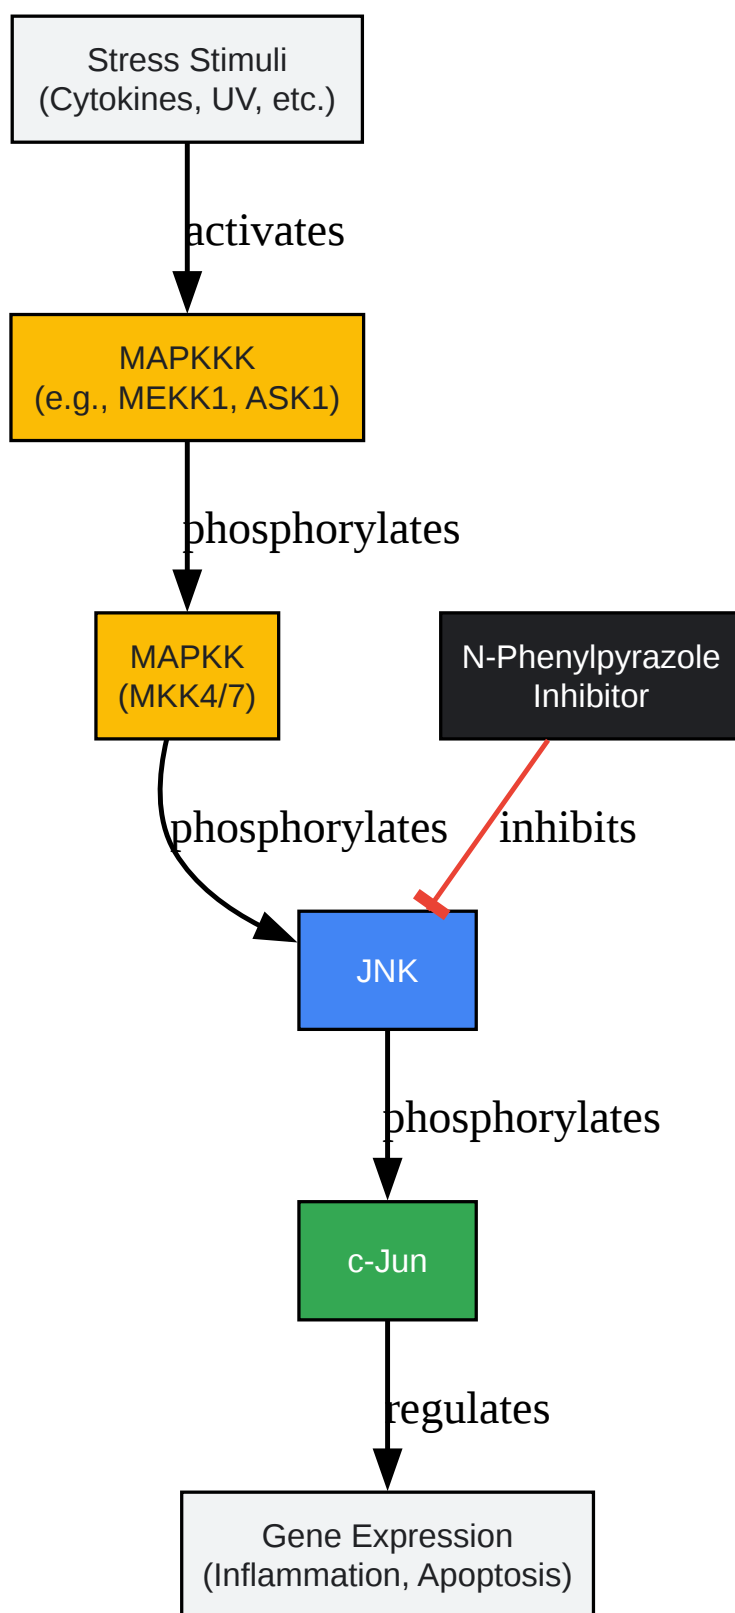 Stress Stimuli
(Cytokines, UV, etc.)
activates
MAPKKK
(e.g., MEKK1, ASK1)
phosphorylates
MAPKK
(MKK4/7)
N-Phenylpyrazole
Inhibitor
phosphorylates
inhibits
JNK
phosphorylates
c-Jun
regulates
Gene Expression
(Inflammation, Apoptosis)